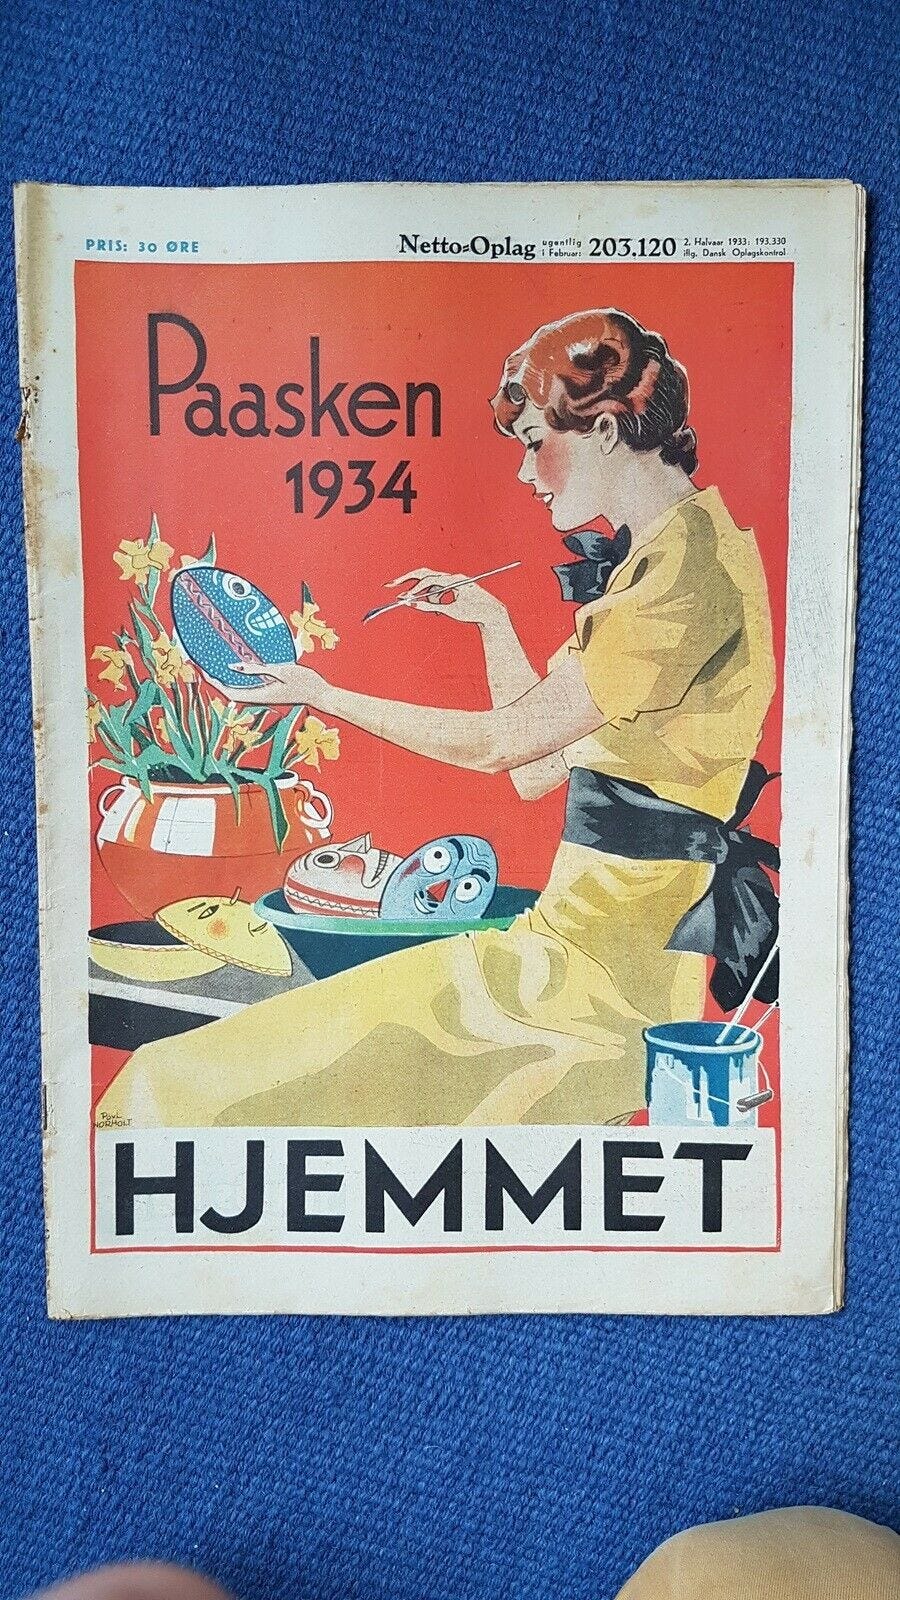 PRIS: 30 ØRE
Netto=Oplag ugentlig i Februar: 203.120 2. Halvaar 1933: 193.330 iflg. Dansk Oplagskontrol
Paasken
1934
Poul
NORHOLT
HJEMMET